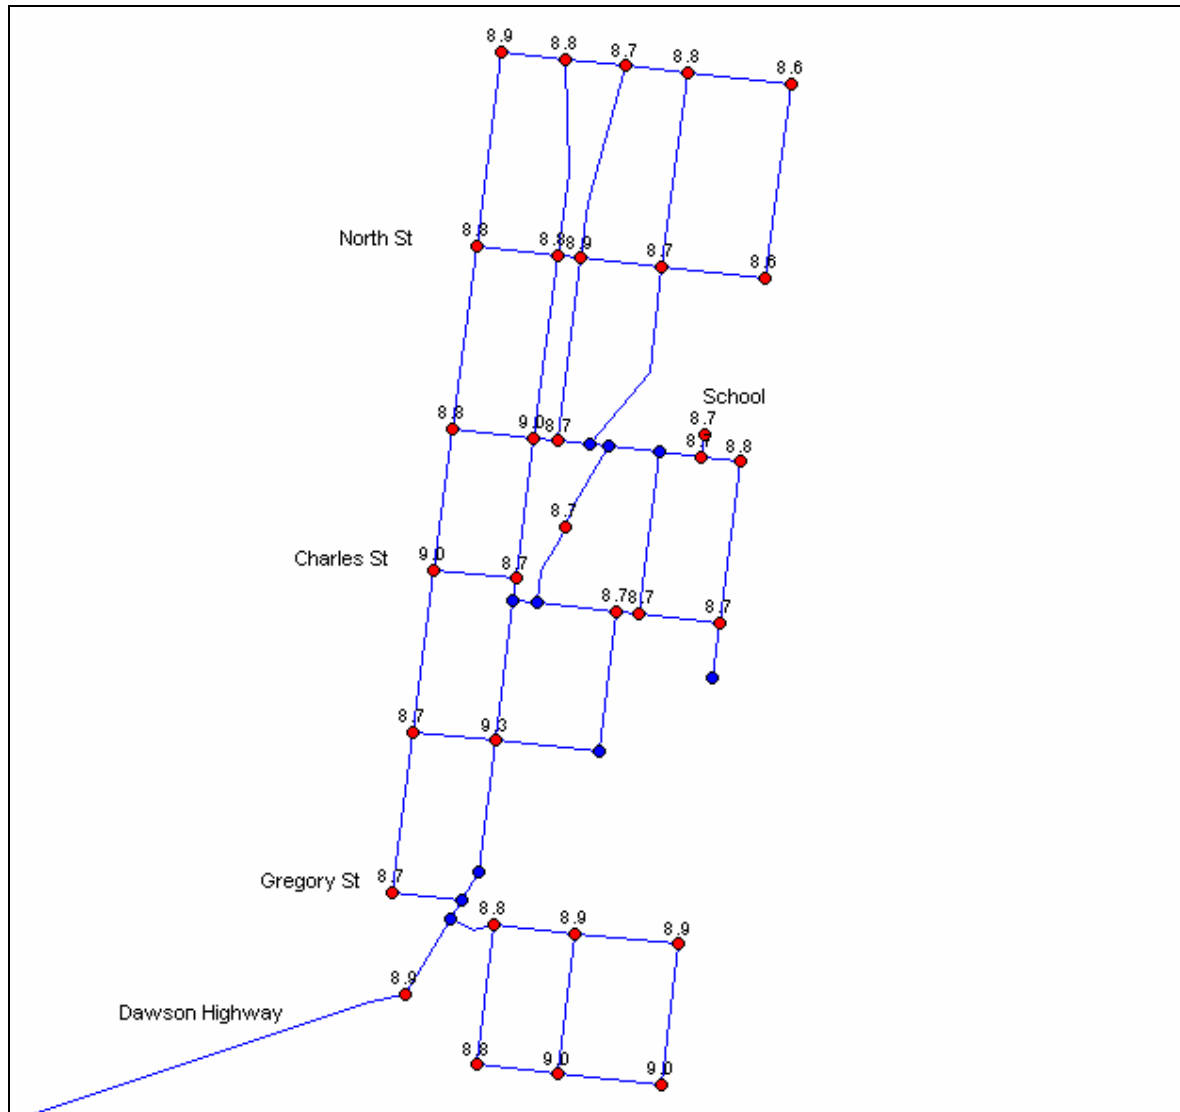 8.9 8.8 8.7 8.8 8.6
North St 8.8 8.8 8.9 8.7 8.6
School
8.7
8.8 9.0 8.7 8.7 8.8
8.7
Charles St 9.0 8.7
8.7 8.7 8.7
8.7 9.3
Gregory St 8.7
8.8 8.9 8.9
8.9
Dawson Highway
8.8 9.0 9.0